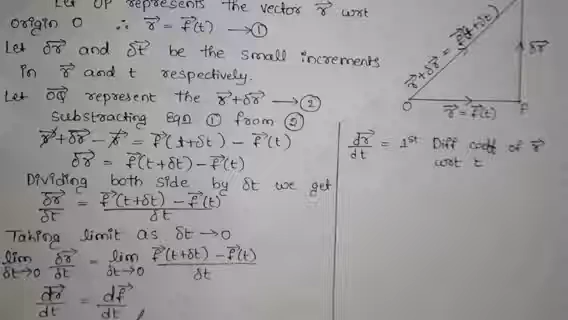 Let OP represents the vector r⃗ wrt
origin O ∴ r⃗ = f⃗(t) —→①
Let δr⃗ and δt⃗ be the small increments
in r⃗ and t respectively.
Let OQ⃗ represent the r⃗+δr⃗ —→②
Substracting Eqn ① from ②
r⃗+δr⃗ - r⃗ = f⃗(t+δt) - f⃗(t)
δr⃗ = f⃗(t+δt) - f⃗(t)
Dividing both side by δt we get
δr⃗/δt = f⃗(t+δt) - f⃗(t)/δt
Taking limit as δt→0
lim δt→0 δr⃗/δt = lim δt→0 f⃗(t+δt) - f⃗(t)/δt
dr⃗/dt = df⃗/dt
r⃗+δr⃗ = f⃗(t+δt)
δr⃗
O
P
r⃗ = f⃗(t)
dr⃗/dt = 1st Diff coeff of r⃗
wrt t